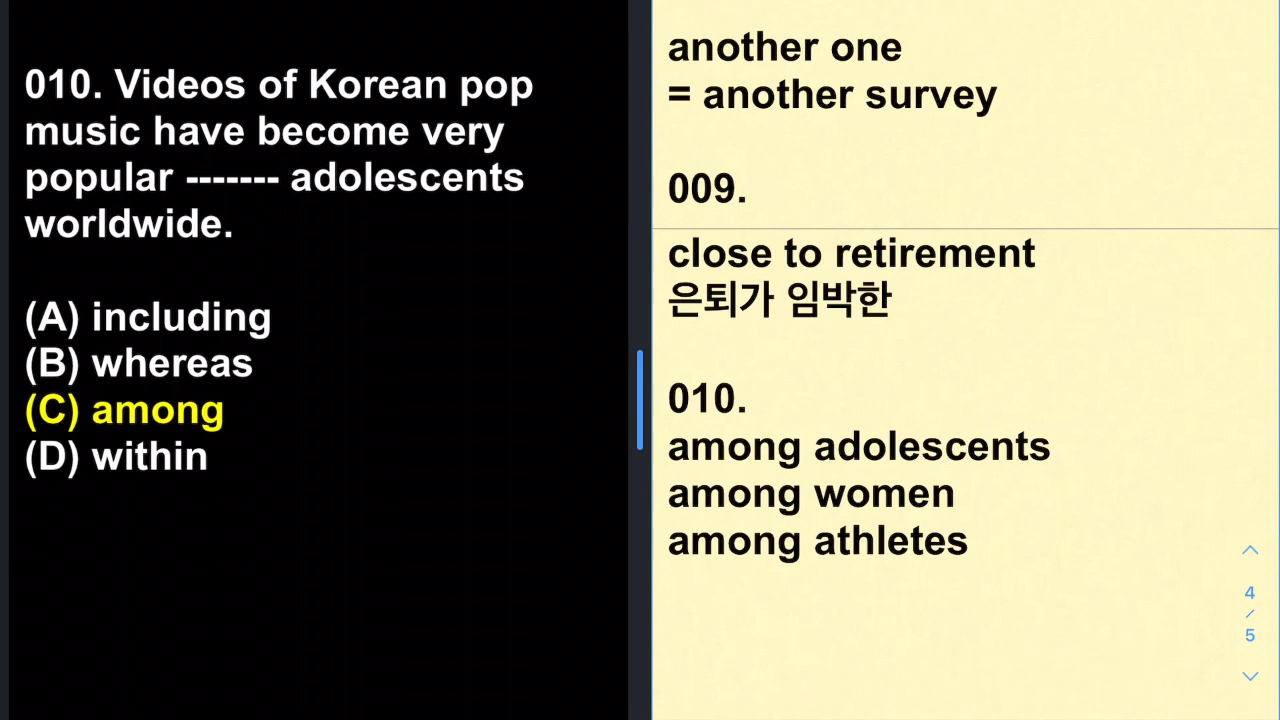 010. Videos of Korean pop
music have become very
popular ------- adolescents
worldwide.
(A) including
(B) whereas
(C) among
(D) within
another one
= another survey
009.
close to retirement
은퇴가 임박한
010.
among adolescents
among women
among athletes
4
/
5